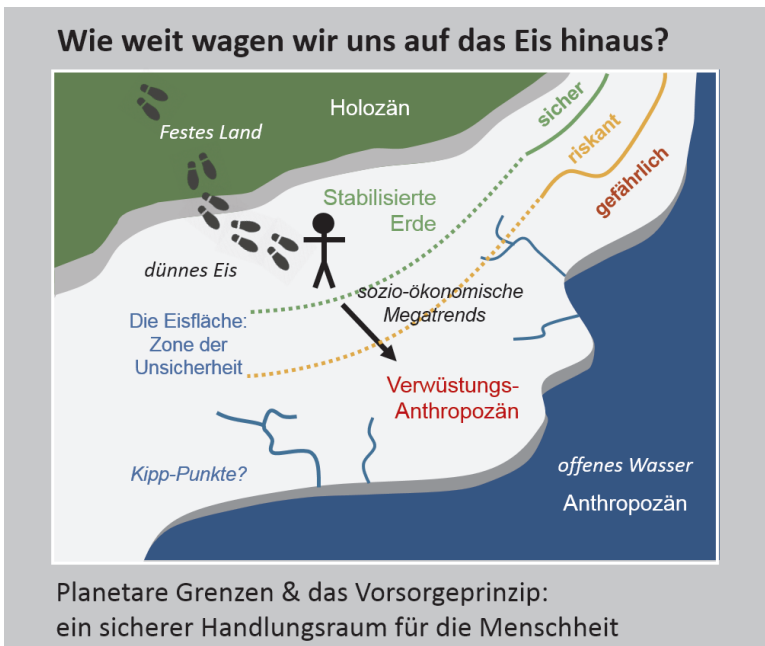 Wie weit wagen wir uns auf das Eis hinaus?
Festes Land
Holozän
sicher
riskant
gefährlich
Stabilisierte
Erde
dünnes Eis
sozio-ökonomische
Megatrends
Die Eisfläche:
Zone der
Unsicherheit
Verwüstungs-
Anthropozän
Kipp-Punkte?
offenes Wasser
Anthropozän
Planetare Grenzen & das Vorsorgeprinzip:
ein sicherer Handlungsraum für die Menschheit